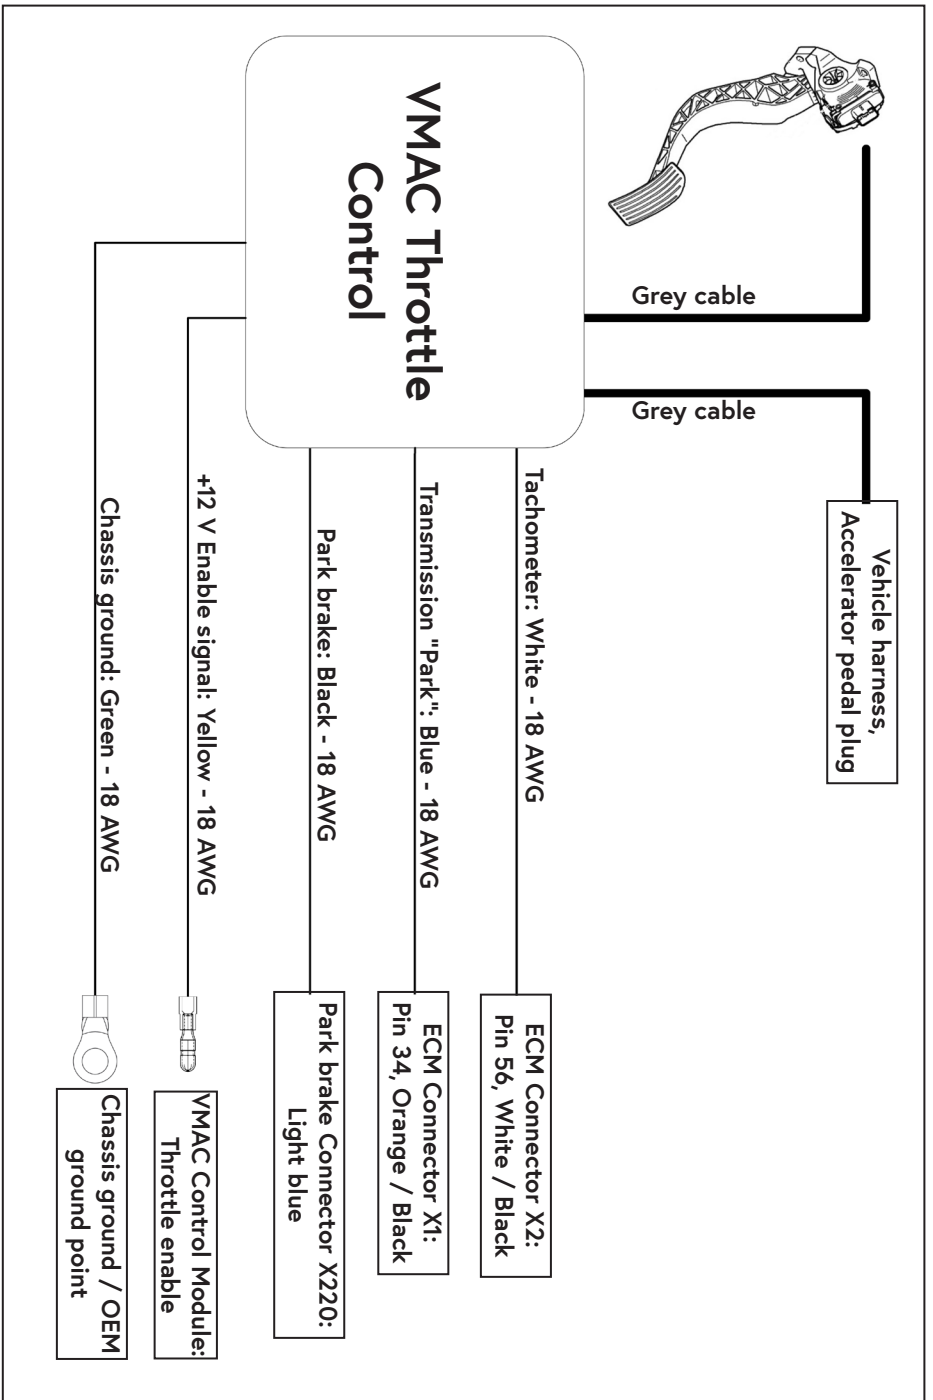 VMAC Throttle
Control
Grey cable
Grey cable
Vehicle harness,
Accelerator pedal plug
Tachometer: White - 18 AWG
ECM Connector X2:
Pin 56, White / Black
Transmission "Park": Blue - 18 AWG
ECM Connector X1:
Pin 34, Orange / Black
Park brake: Black - 18 AWG
Park brake Connector X220:
Light blue
+12 V Enable signal: Yellow - 18 AWG
VMAC Control Module:
Throttle enable
Chassis ground: Green - 18 AWG
Chassis ground / OEM
ground point